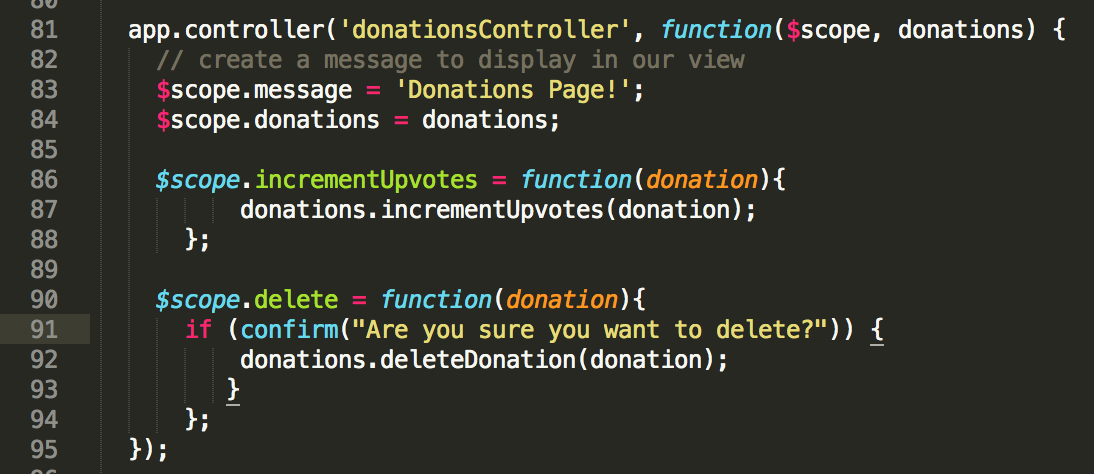 80
81 app.controller('donationsController', function($scope, donations) {
82 // create a message to display in our view
83 $scope.message = 'Donations Page!';
84 $scope.donations = donations;
85
86 $scope.incrementUpvotes = function(donation){
87 donations.incrementUpvotes(donation);
88 };
89
90 $scope.delete = function(donation){
91 if (confirm("Are you sure you want to delete?")) {
92 donations.deleteDonation(donation);
93 }
94 };
95 });
96